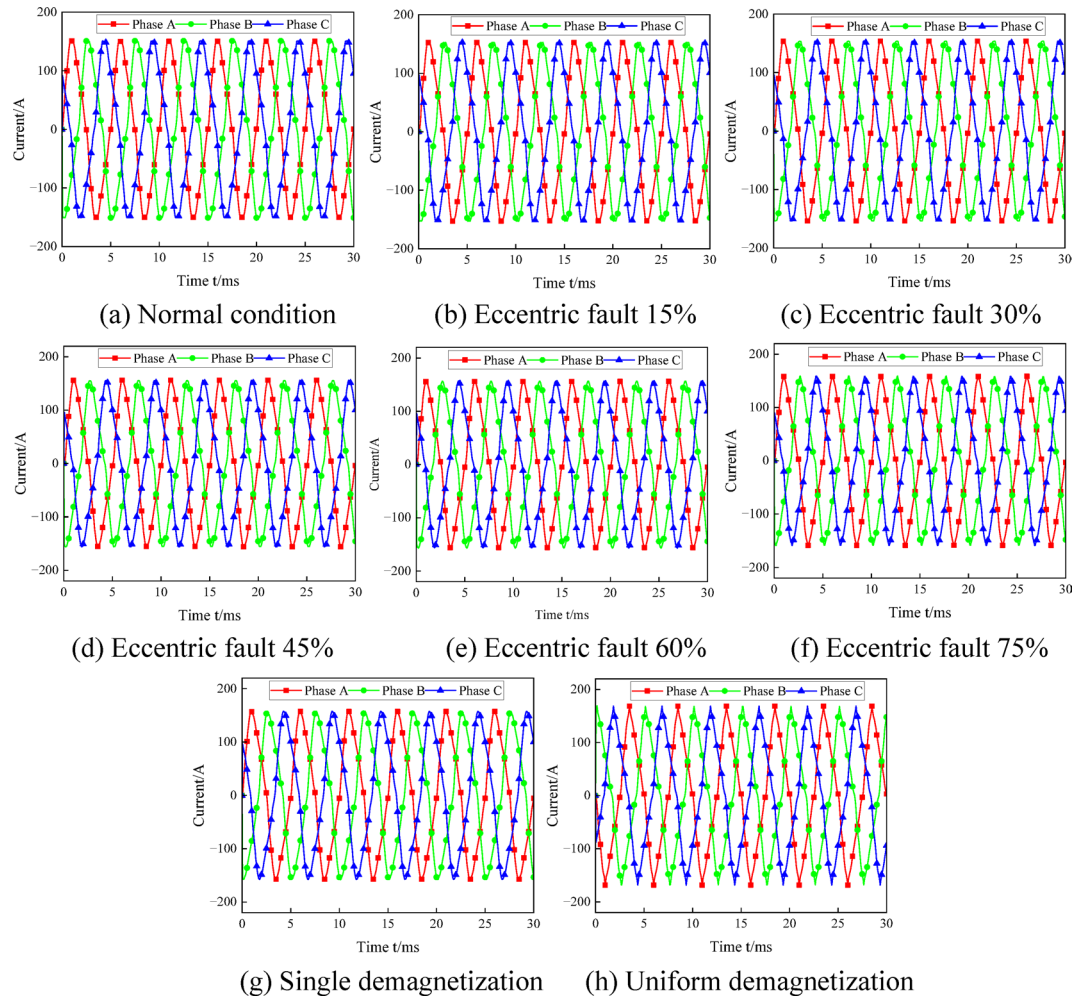 Phase A Phase B Phase C
200
100
0
−100
−200
Current/A
0 5 10 15 20 25 30
Time t/ms
(a) Normal condition
Phase A Phase B Phase C
200
100
0
−100
−200
Current/A
0 5 10 15 20 25 30
Time t/ms
(b) Eccentric fault 15%
Phase A Phase B Phase C
200
100
0
−100
−200
Current/A
0 5 10 15 20 25 30
Time t/ms
(c) Eccentric fault 30%
Phase A Phase B Phase C
200
100
0
−100
−200
Current/A
0 5 10 15 20 25 30
Time t/ms
(d) Eccentric fault 45%
Phase A Phase B Phase C
200
100
0
−100
−200
Current/A
0 5 10 15 20 25 30
Time t/ms
(e) Eccentric fault 60%
Phase A Phase B Phase C
200
100
0
−100
−200
Current/A
0 5 10 15 20 25 30
Time t/ms
(f) Eccentric fault 75%
Phase A Phase B Phase C
200
100
0
−100
−200
Current/A
0 5 10 15 20 25 30
Time t/ms
(g) Single demagnetization
Phase A Phase B Phase C
200
100
0
−100
−200
Current/A
0 5 10 15 20 25 30
Time t/ms
(h) Uniform demagnetization